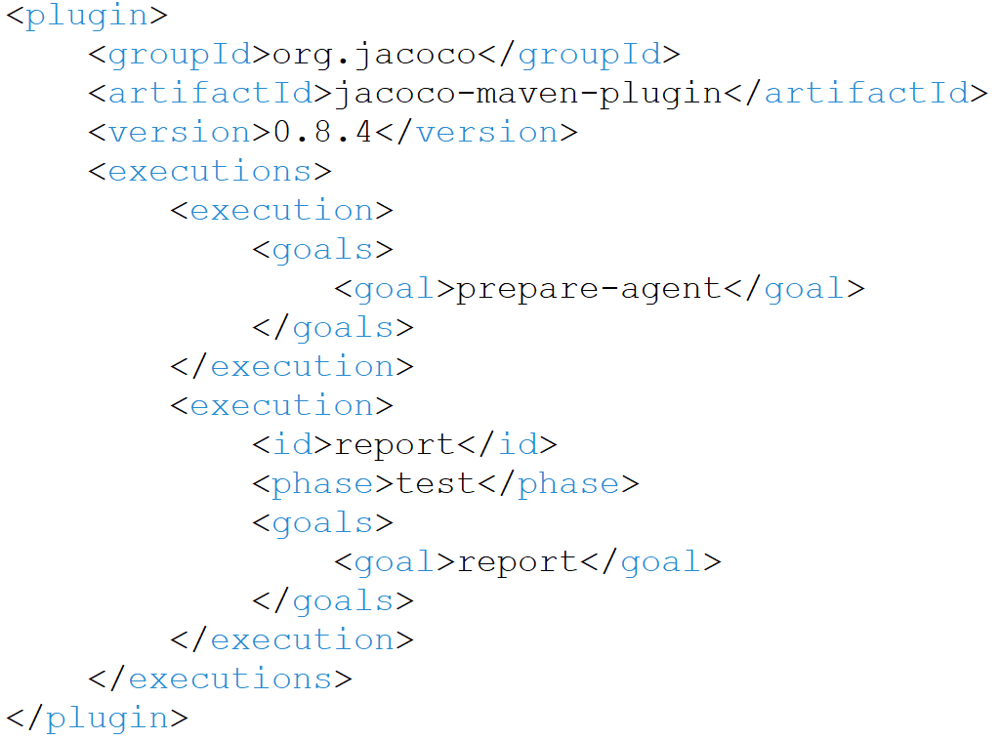 <plugin>
    <groupId>org.jacoco</groupId>
    <artifactId>jacoco-maven-plugin</artifactId>
    <version>0.8.4</version>
    <executions>
        <execution>
            <goals>
                <goal>prepare-agent</goal>
            </goals>
        </execution>
        <execution>
            <id>report</id>
            <phase>test</phase>
            <goals>
                <goal>report</goal>
            </goals>
        </execution>
    </executions>
</plugin>